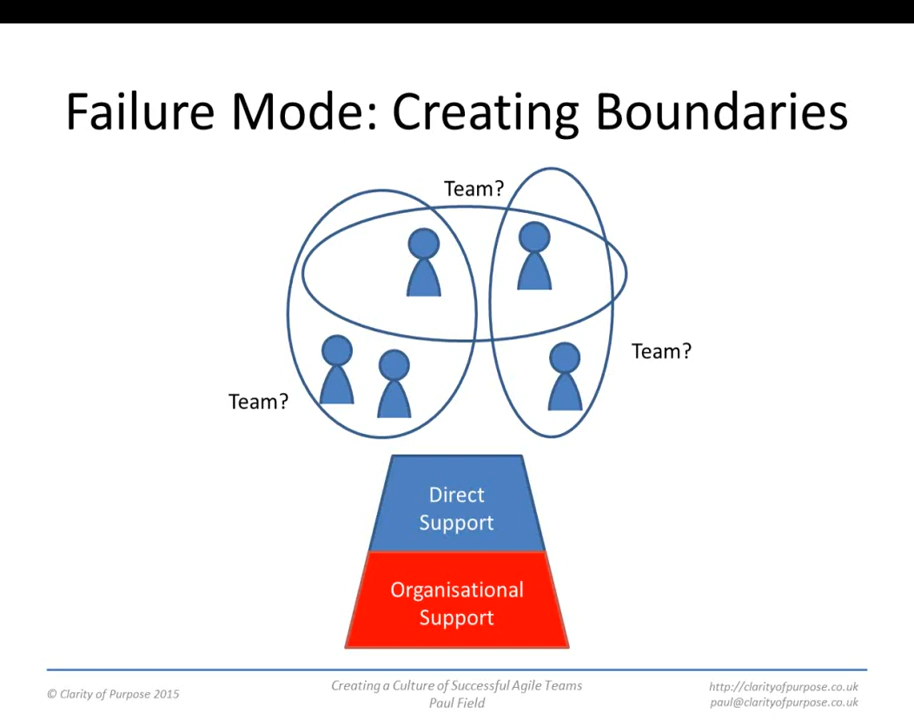 Failure Mode: Creating Boundaries
Team?
Team?
Team?
Direct
Support
Organisational
Support
© Clarity of Purpose 2015
Creating a Culture of Successful Agile Teams
Paul Field
http://clarityofpurpose.co.uk
paul@clarityofpurpose.co.uk